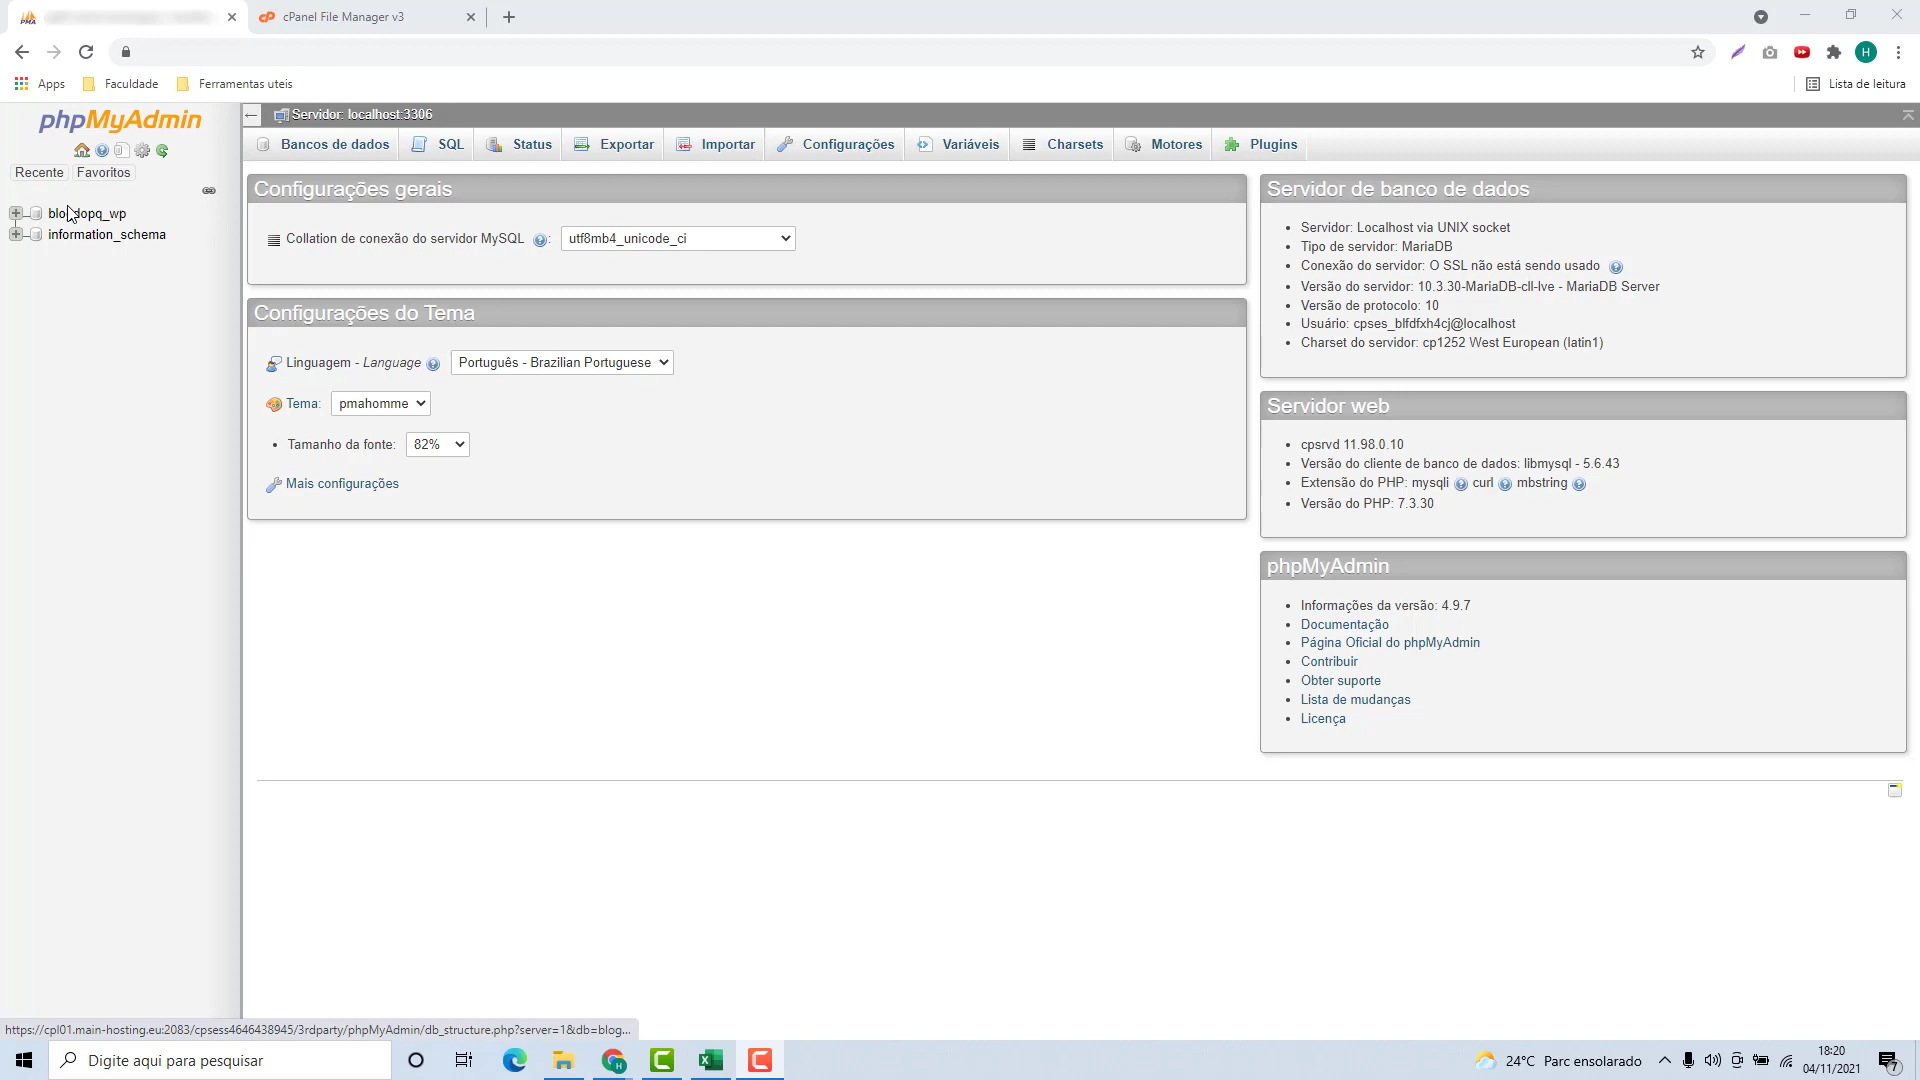 cPanel File Manager v3
H
Apps
Faculdade
Ferramentas uteis
Lista de leitura
phpMyAdmin
Recente
Favoritos
information_schema
Servidor: localhost:3306
Bancos de dados
SQL
Status
Exportar
Importar
Configurações
Variáveis
Charsets
Motores
Plugins
Configurações gerais
Collation de conexão do servidor MySQL :
utf8mb4_unicode_ci
Configurações do Tema
Linguagem - Language
Português - Brazilian Portuguese
Tema:
pmahomme
Tamanho da fonte:
82%
Mais configurações
Servidor de banco de dados
Servidor: Localhost via UNIX socket
Tipo de servidor: MariaDB
Conexão do servidor: O SSL não está sendo usado
Versão do servidor: 10.3.30-MariaDB-cll-lve - MariaDB Server
Versão de protocolo: 10
Usuário: cpses_blfdfxh4cj@localhost
Charset do servidor: cp1252 West European (latin1)
Servidor web
cpsrvd 11.98.0.10
Versão do cliente de banco de dados: libmysql - 5.6.43
Extensão do PHP: mysqli curl mbstring
Versão do PHP: 7.3.30
phpMyAdmin
Informações da versão: 4.9.7
Documentação
Página Oficial do phpMyAdmin
Contribuir
Obter suporte
Lista de mudanças
Licença
https://cpl01.main-hosting.eu:2083/cpsess4646438945/3rdparty/phpMyAdmin/db_structure.php?server=1&db=blog...
Digite aqui para pesquisar
24°C Parc ensolarado
18:20
04/11/2021
7